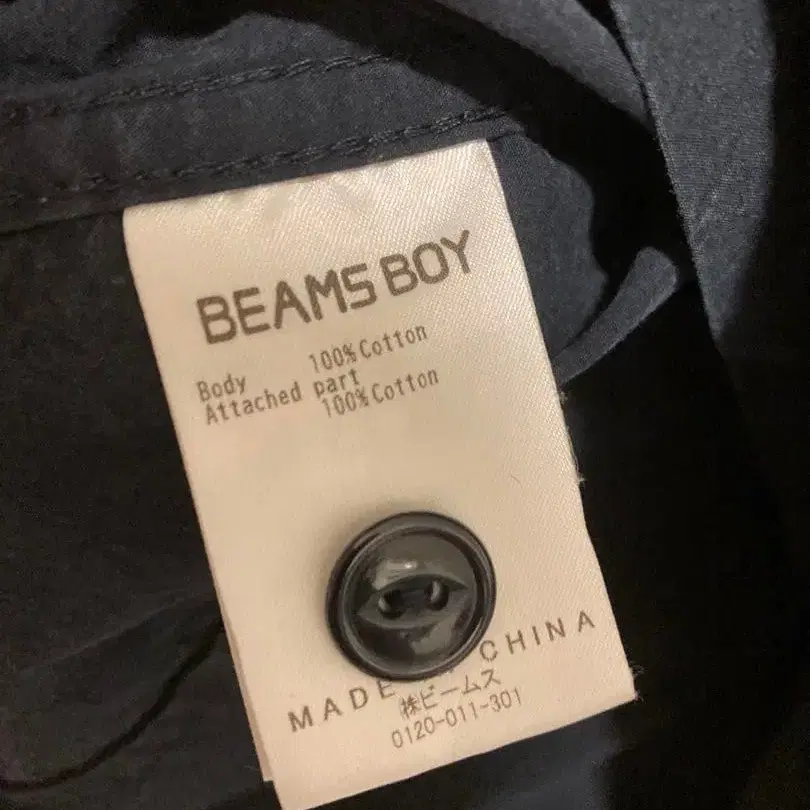 BEAMS BOY
Body 100%Cotton
Attached part
100%Cotton
MADE CHINA
㈱ビームス
0120-011-301